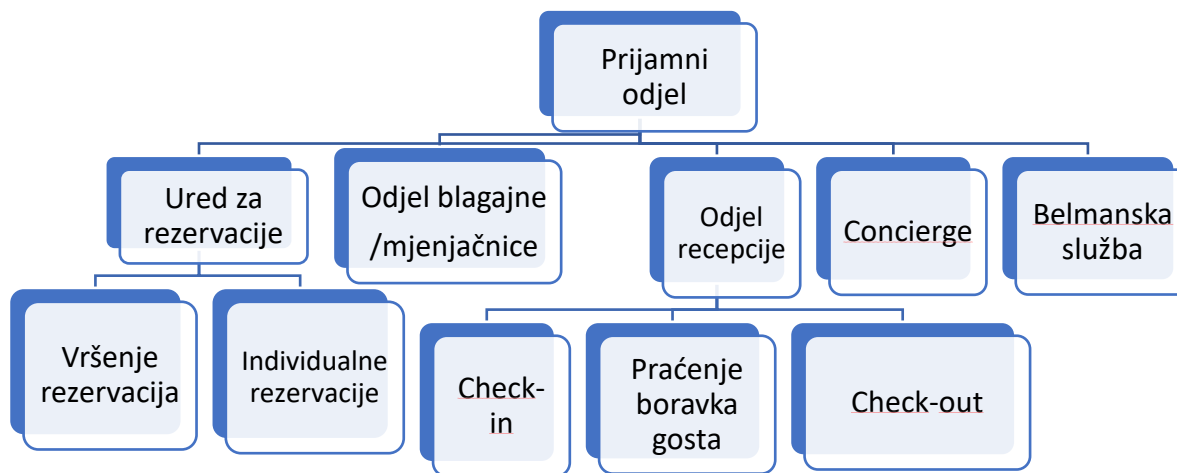 Prijamni
odjel
Ured za
rezervacije
Odjel blagajne
/mjenjačnice
Odjel
recepcije
Concierge
Belmanska
služba
Vršenje
rezervacija
Individualne
rezervacije
Check-
in
Praćenje
boravka
gosta
Check-out